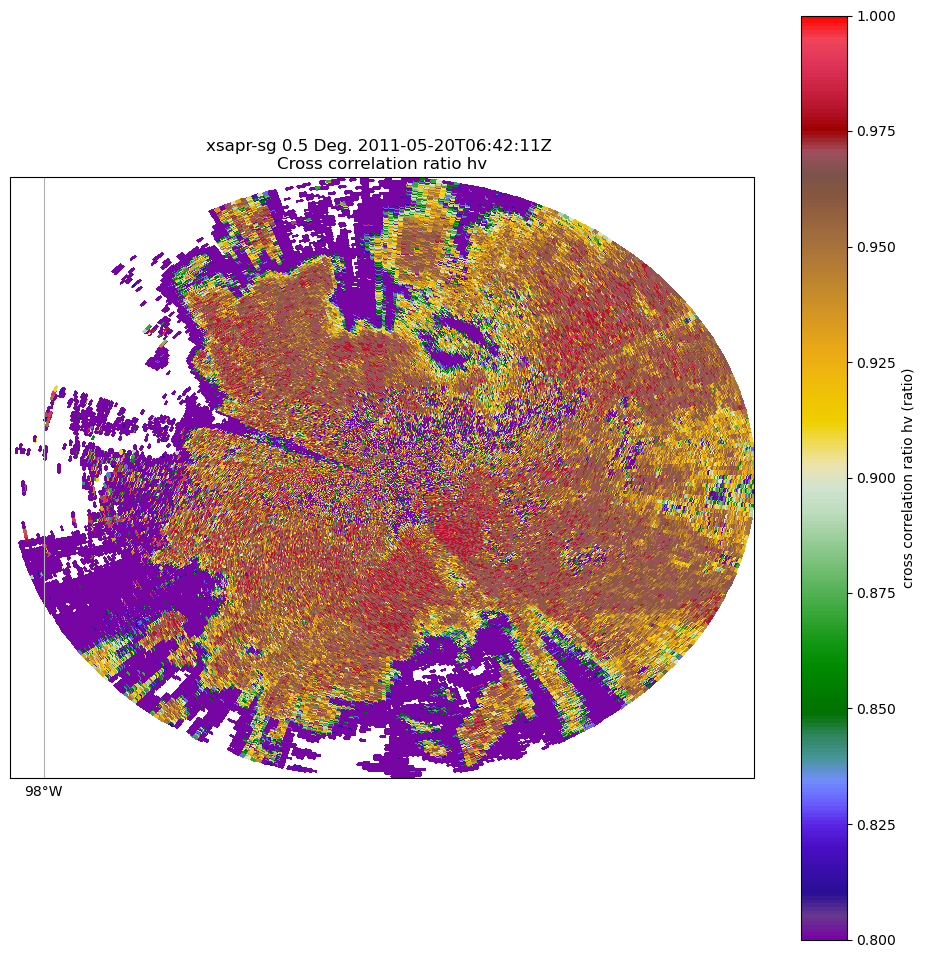 xsapr-sg 0.5 Deg. 2011-05-20T06:42:11Z
Cross correlation ratio hv
98°W
1.000
0.975
0.950
0.925
0.900
0.875
0.850
0.825
0.800
cross correlation ratio hv (ratio)